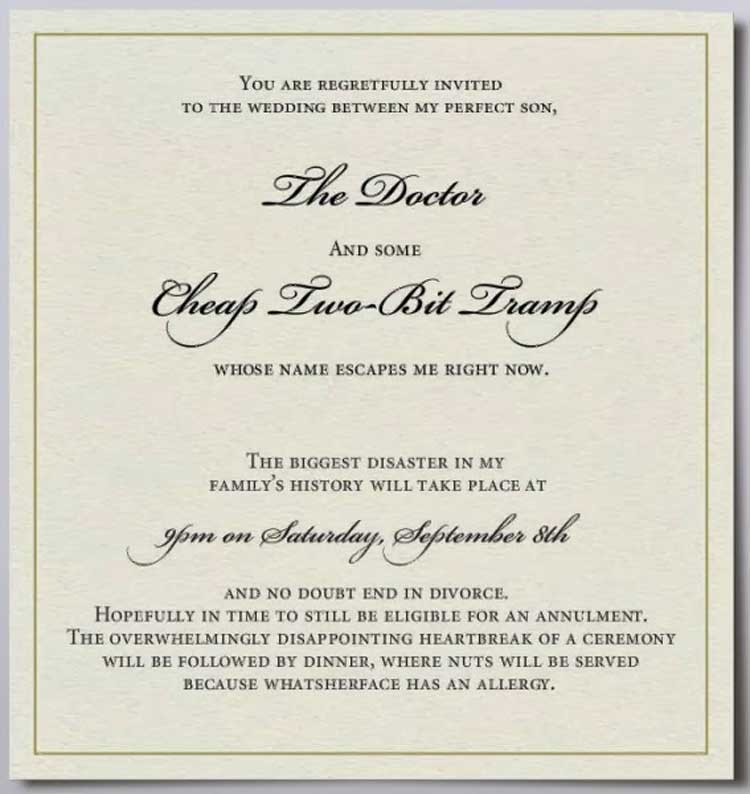 You are regretfully invited
to the wedding between my perfect son,
The Doctor
And some
Cheap Two-Bit Tramp
whose name escapes me right now.
The biggest disaster in my
family's history will take place at
9pm on Saturday, September 8th
and no doubt end in divorce.
Hopefully in time to still be eligible for an annulment.
The overwhelmingly disappointing heartbreak of a ceremony
will be followed by dinner, where nuts will be served
because whatsherface has an allergy.